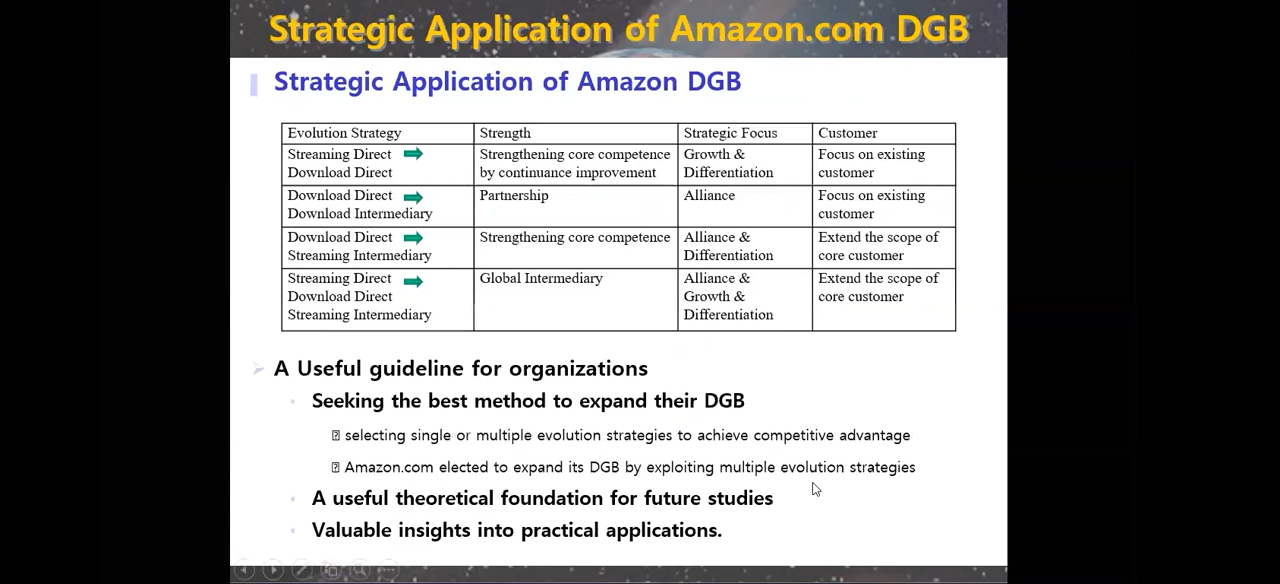 Strategic Application of Amazon.com DGB
Strategic Application of Amazon DGB
Evolution Strategy Strength Strategic Focus Customer
Streaming Direct Strengthening core competence Growth & Focus on existing
Download Direct by continuance improvement Differentiation customer
Download Direct Partnership Alliance Focus on existing
Download Intermediary customer
Download Direct Strengthening core competence Alliance & Extend the scope of
Streaming Intermediary Differentiation core customer
Streaming Direct Global Intermediary Alliance & Extend the scope of
Download Direct Growth & core customer
Streaming Intermediary Differentiation
A Useful guideline for organizations
Seeking the best method to expand their DGB
selecting single or multiple evolution strategies to achieve competitive advantage
Amazon.com elected to expand its DGB by exploiting multiple evolution strategies
A useful theoretical foundation for future studies
Valuable insights into practical applications.